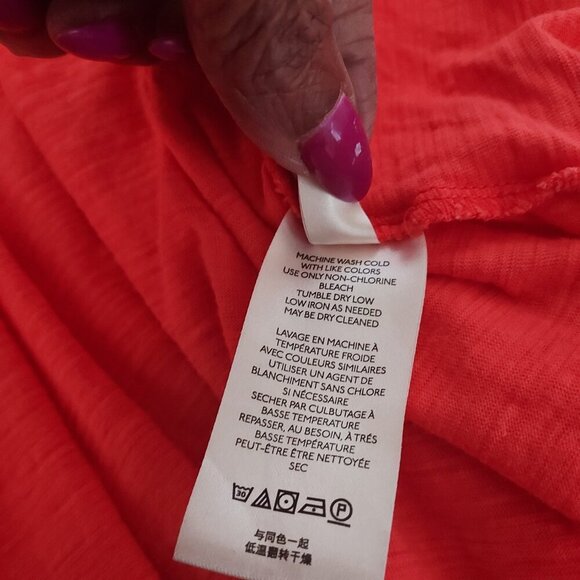 MACHINE WASH COLD
WITH LIKE COLORS
USE ONLY NON-CHLORINE
BLEACH
TUMBLE DRY LOW
LOW IRON AS NEEDED
MAY BE DRY CLEANED
LAVAGE EN MACHINE À
TEMPÉRATURE FROIDE
AVEC COULEURS SIMILAIRES
UTILISER UN AGENT DE
BLANCHIMENT SANS CHLORE
SI NÉCESSAIRE
SECHER PAR CULBUTAGE À
BASSE TEMPERATURE
REPASSER, AU BESOIN, À TRÉS
BASSE TEMPÉRATURE
PEUT-ÊTRE ÊTRE NETTOYÉE
SEC
30 P
与同色一起
低温翻转干燥